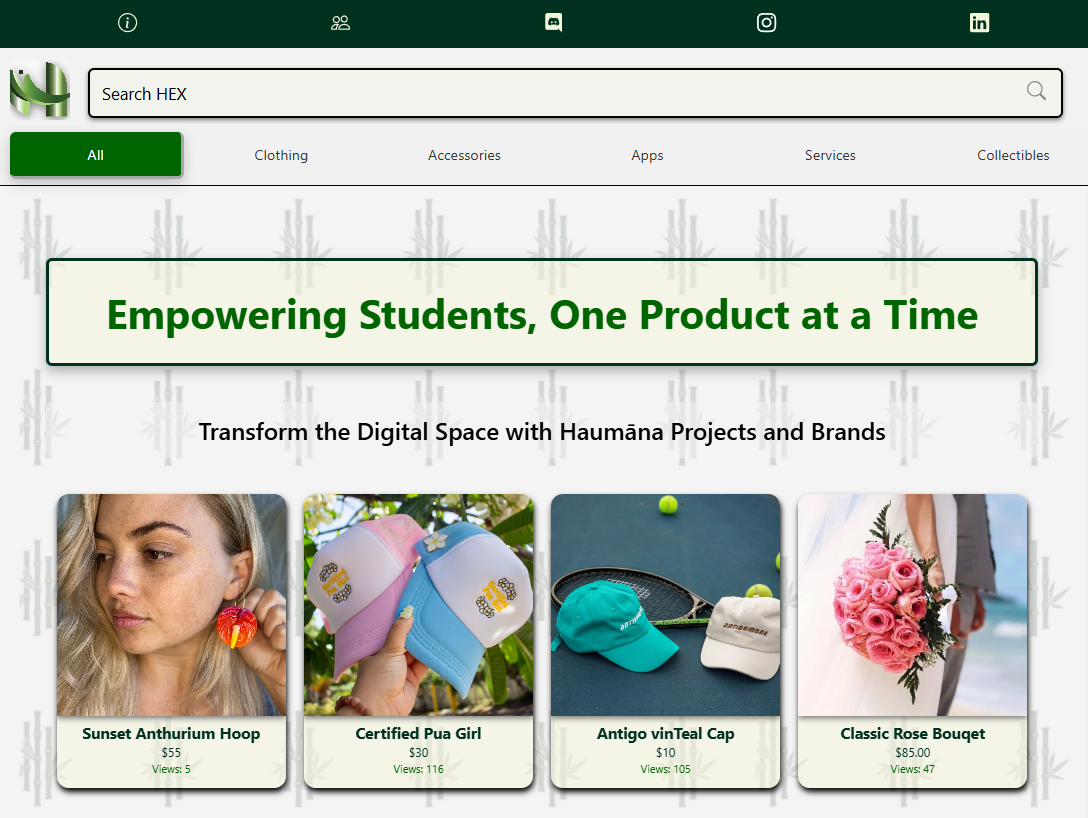 Search HEX
All
Clothing
Accessories
Apps
Services
Collectibles
Empowering Students, One Product at a Time
Transform the Digital Space with Haumāna Projects and Brands
Sunset Anthurium Hoop
$55
Views: 5
Certified Pua Girl
$30
Views: 116
Antigo vinTeal Cap
$10
Views: 105
Classic Rose Bouqet
$85.00
Views: 47